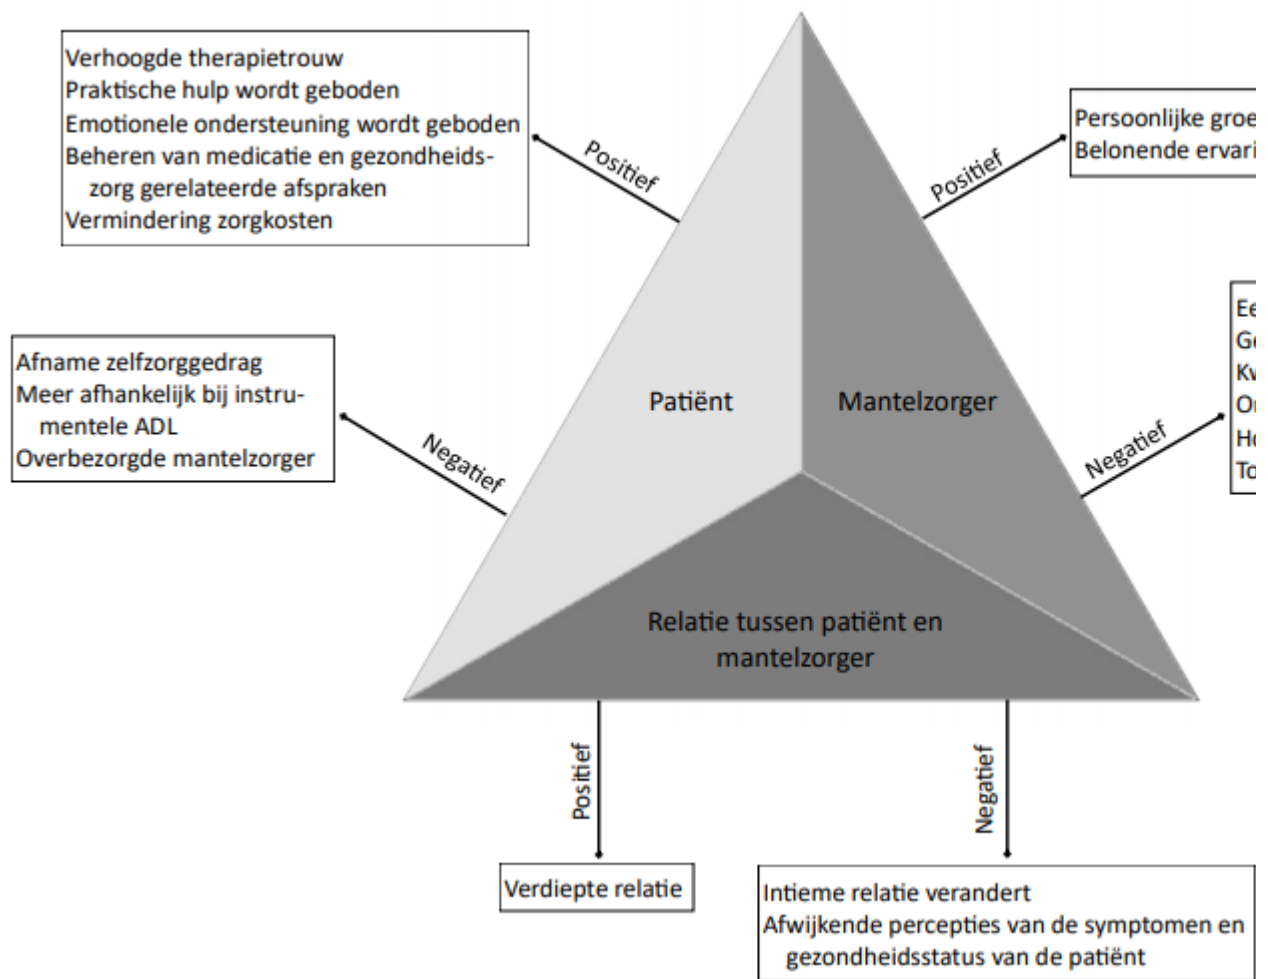 Verhoogde therapietrouw
Praktische hulp wordt geboden
Emotionele ondersteuning wordt geboden
Beheren van medicatie en gezondheids-
zorg gerelateerde afspraken
Vermindering zorgkosten
Positief
Positief
Persoonlijke
Belonende
Afname zelfzorggedrag
Meer afhankelijk bij instru-
mentele ADL
Overbezorgde mantelzorger
Negatief
Patiënt
Mantelzorger
Negatief
Relatie tussen patiënt en
mantelzorger
Positief
Negatief
Verdiepte relatie
Intieme relatie verandert
Afwijkende percepties van de symptomen en
gezondheidsstatus van de patiënt